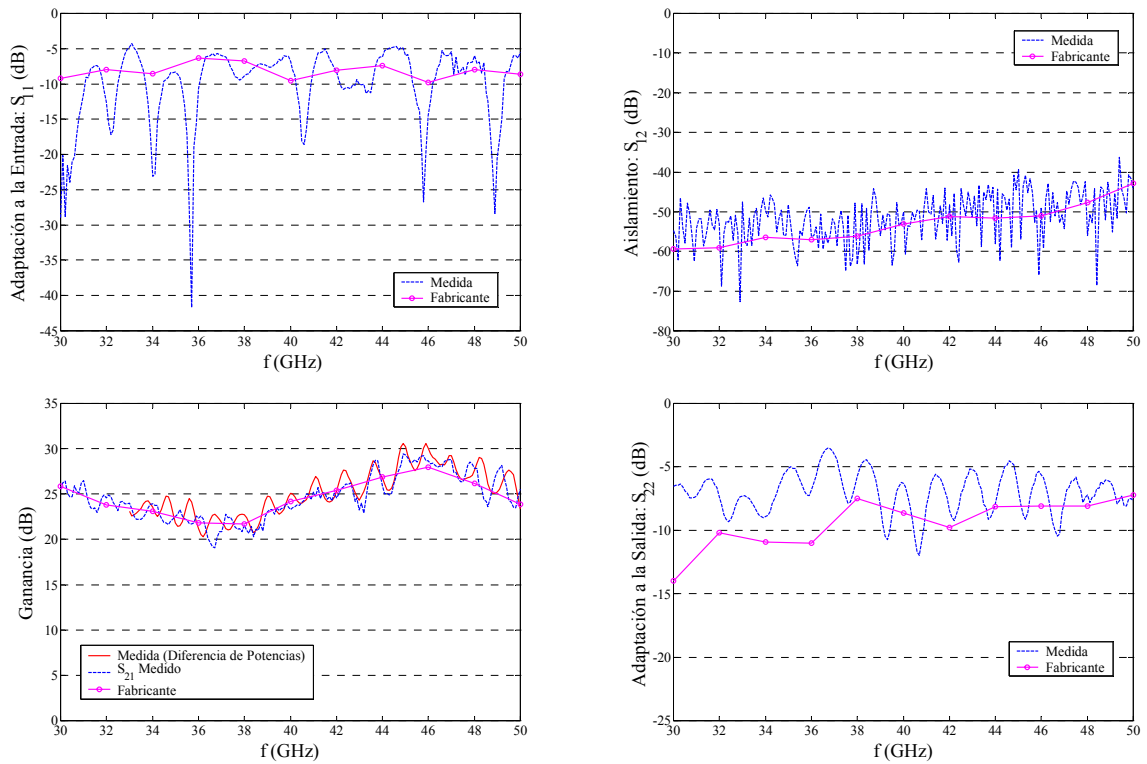 0
-5
-10
-15
-20
-25
-30
-35
-40
-45
Adaptación a la Entrada: S11 (dB)
Medida
Fabricante
30 32 34 36 38 40 42 44 46 48 50
f (GHz)
0
-10
-20
-30
-40
-50
-60
-70
-80
Aislamiento: S12 (dB)
Medida
Fabricante
30 32 34 36 38 40 42 44 46 48 50
f (GHz)
35
30
25
20
15
10
5
0
Ganancia (dB)
Medida (Diferencia de Potencias)
S21 Medido
Fabricante
30 32 34 36 38 40 42 44 46 48 50
f (GHz)
0
-5
-10
-15
-20
-25
Adaptación a la Salida: S22 (dB)
Medida
Fabricante
30 32 34 36 38 40 42 44 46 48 50
f (GHz)